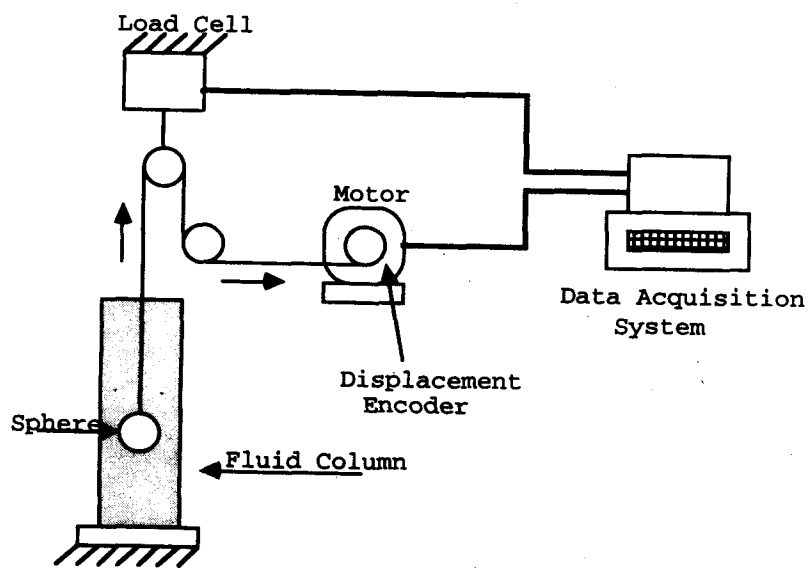 Load Cell
Motor
Data Acquisition
System
Displacement
Encoder
Sphere
Fluid Column